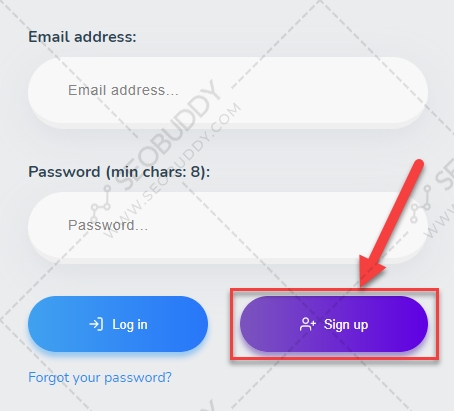 Email address:
Email address...
SEOBUDDY
WWW.SEOBUDDY.COM
Password (min chars: 8):
Password...
Log in
Sign up
Forgot your password?